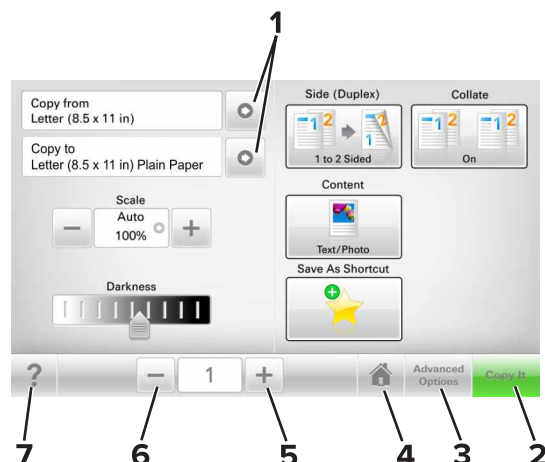 1
Copy from
Letter (8.5 x 11 in)
Copy to
Letter (8.5 x 11 in) Plain Paper
Scale
Auto
100%
Darkness
Side (Duplex)
1 2 1 2
1 to 2 Sided
Collate
1 2 1 2
On
Content
Text/Photo
Save As Shortcut
?
1
Advanced
Options
Copy It
7 6 5 4 3 2